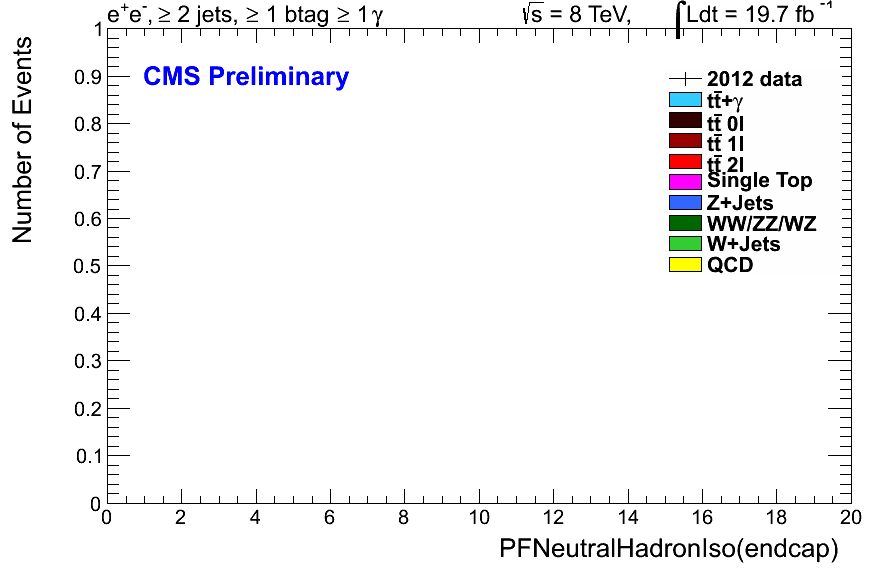 e⁺e⁻, ≥ 2 jets, ≥ 1 btag ≥ 1 γ
√s = 8 TeV, ∫Ldt = 19.7 fb⁻¹
Number of Events
CMS Preliminary
2012 data
tt̄+γ
tt̄ 0l
tt̄ 1l
tt̄ 2l
Single Top
Z+Jets
WW/ZZ/WZ
W+Jets
QCD
1
0.9
0.8
0.7
0.6
0.5
0.4
0.3
0.2
0.1
0
0 2 4 6 8 10 12 14 16 18 20
PFNeutralHadronIso(endcap)